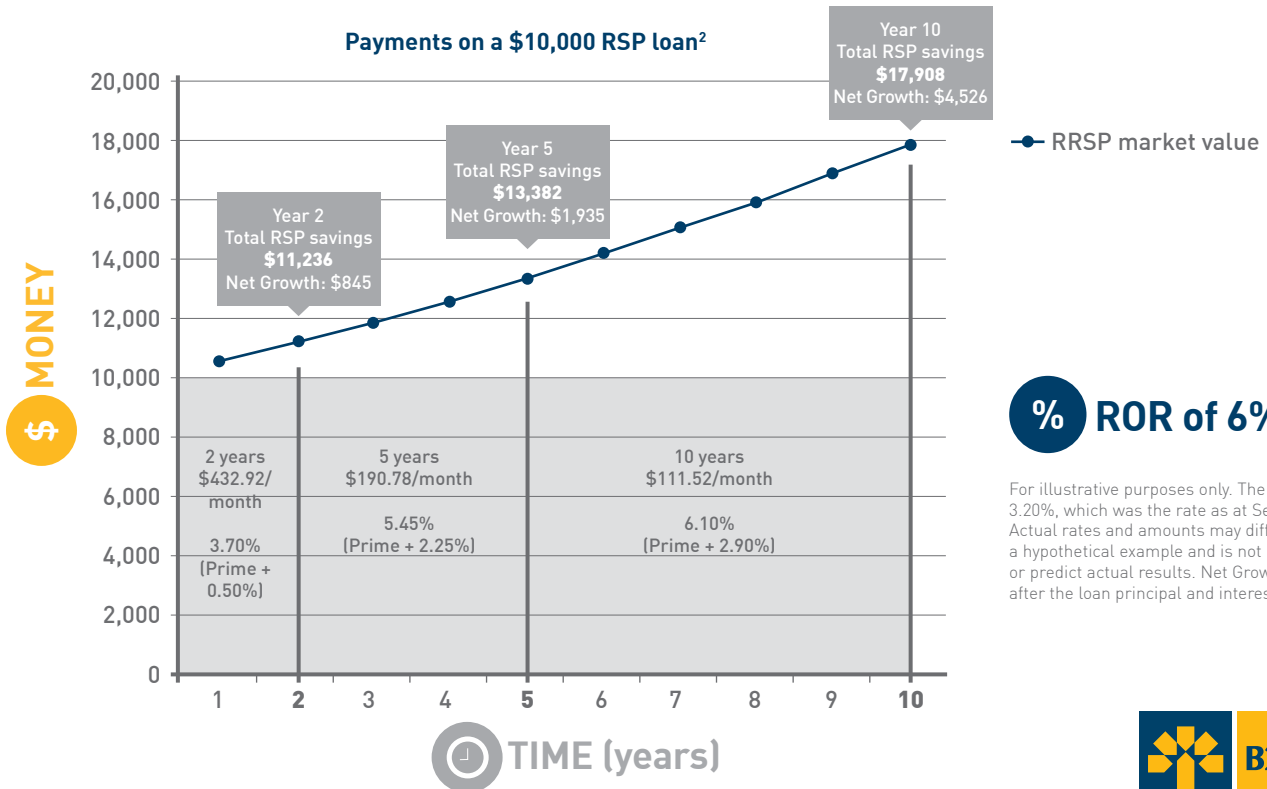 Payments on a $10,000 RSP loan²
Year 10
Total RSP savings
$17,908
Net Growth: $4,526
20,000
18,000
16,000
14,000
12,000
10,000
8,000
6,000
4,000
2,000
0
Year 5
Total RSP savings
$13,382
Net Growth: $1,935
Year 2
Total RSP savings
$11,236
Net Growth: $845
RRSP market value
$ MONEY
2 years
$432.92/
month
3.70%
(Prime +
0.50%)
5 years
$190.78/month
5.45%
(Prime + 2.25%)
10 years
$111.52/month
6.10%
(Prime + 2.90%)
1 2 3 4 5 6 7 8 9 10
TIME (years)
% ROR of 6%
For illustrative purposes only. The
3.20%, which was the rate as at
Actual rates and amounts may
a hypothetical example and is not
or predict actual results. Net
after the loan principal and